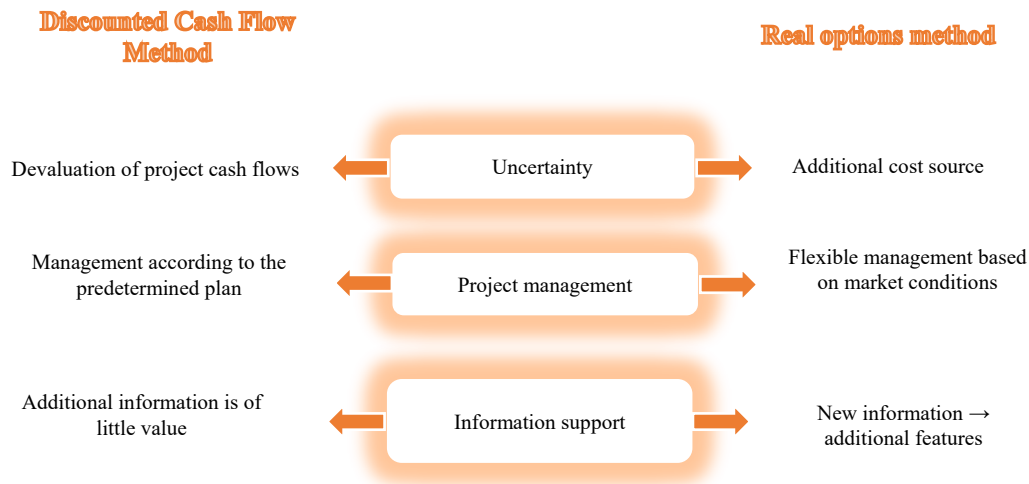 Discounted Cash Flow
Method
Real options method
Devaluation of project cash flows
Uncertainty
Additional cost source
Management according to the
predetermined plan
Project management
Flexible management based
on market conditions
Additional information is of
little value
Information support
New information →
additional features